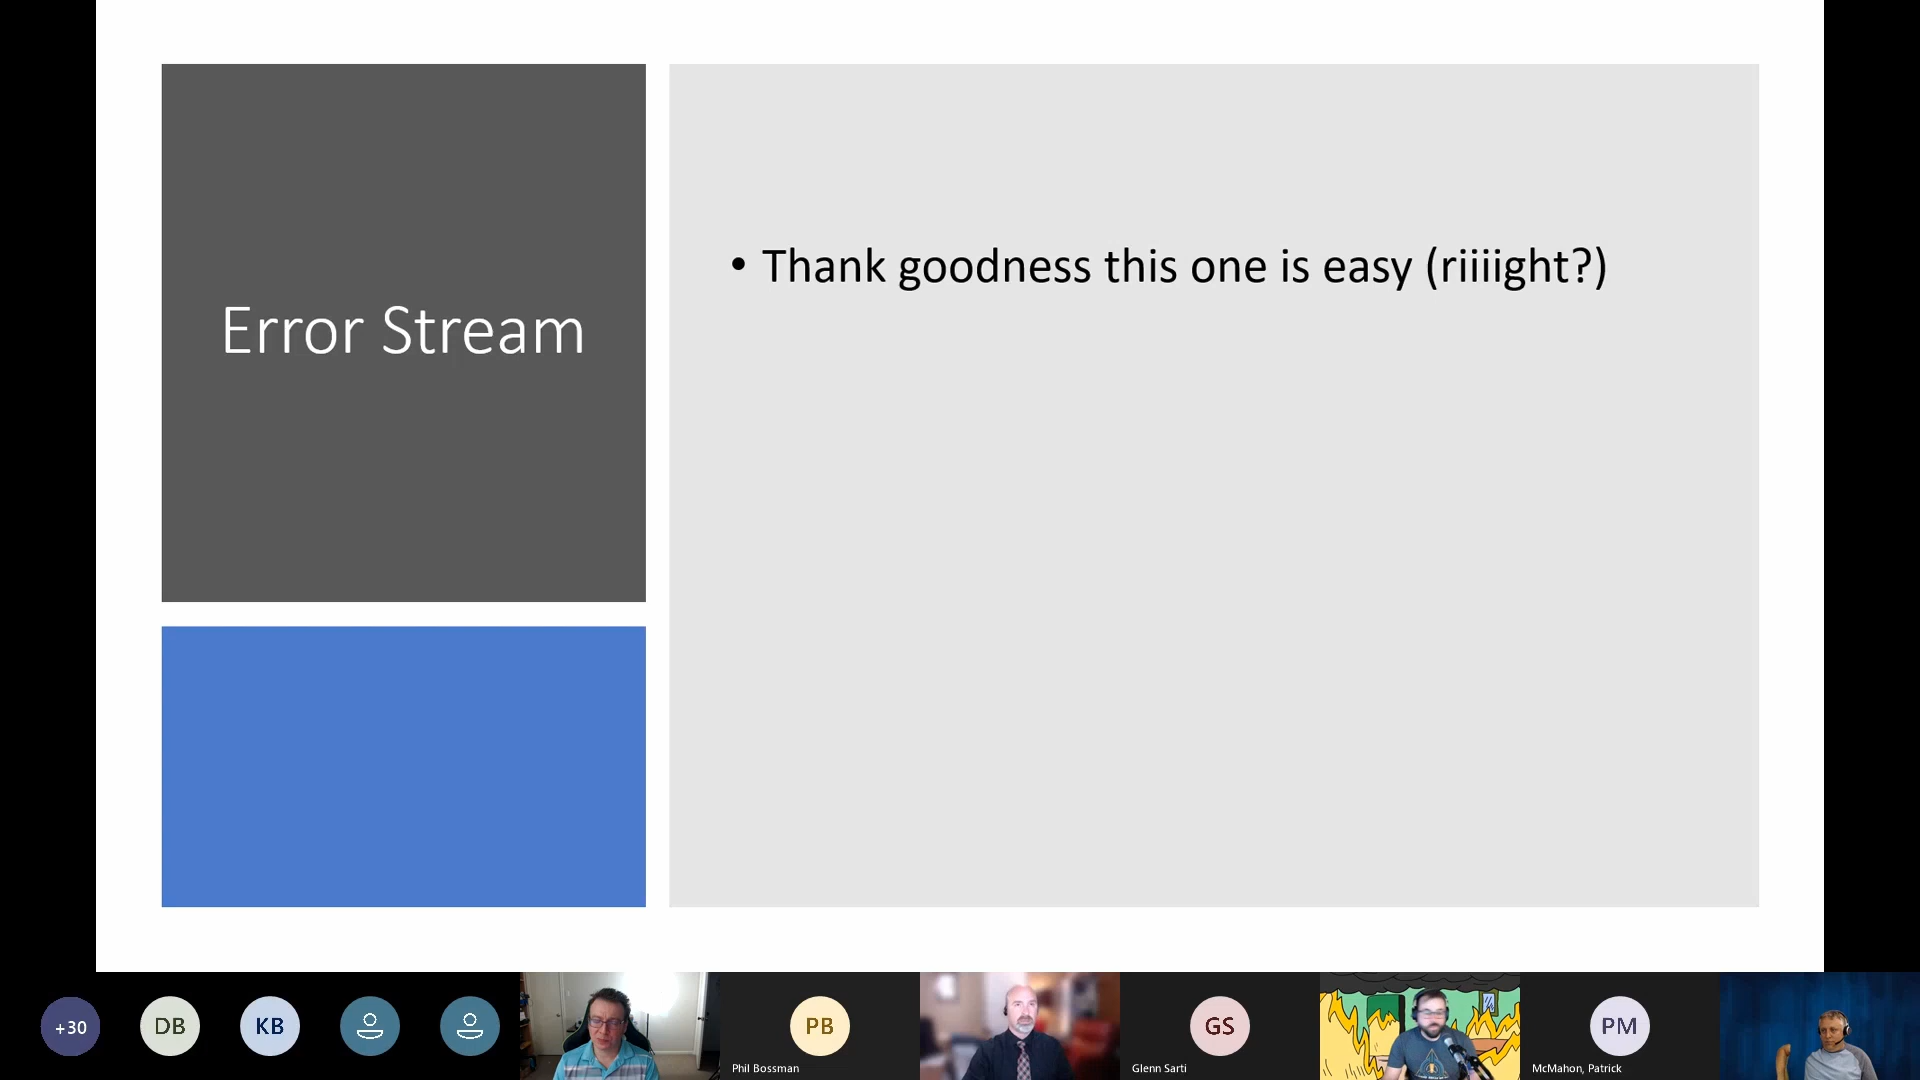 Error Stream
• Thank goodness this one is easy (riiiight?)
+30
DB
KB
PB
Phil Bossman
GS
Glenn Sarti
PM
McMahon, Patrick